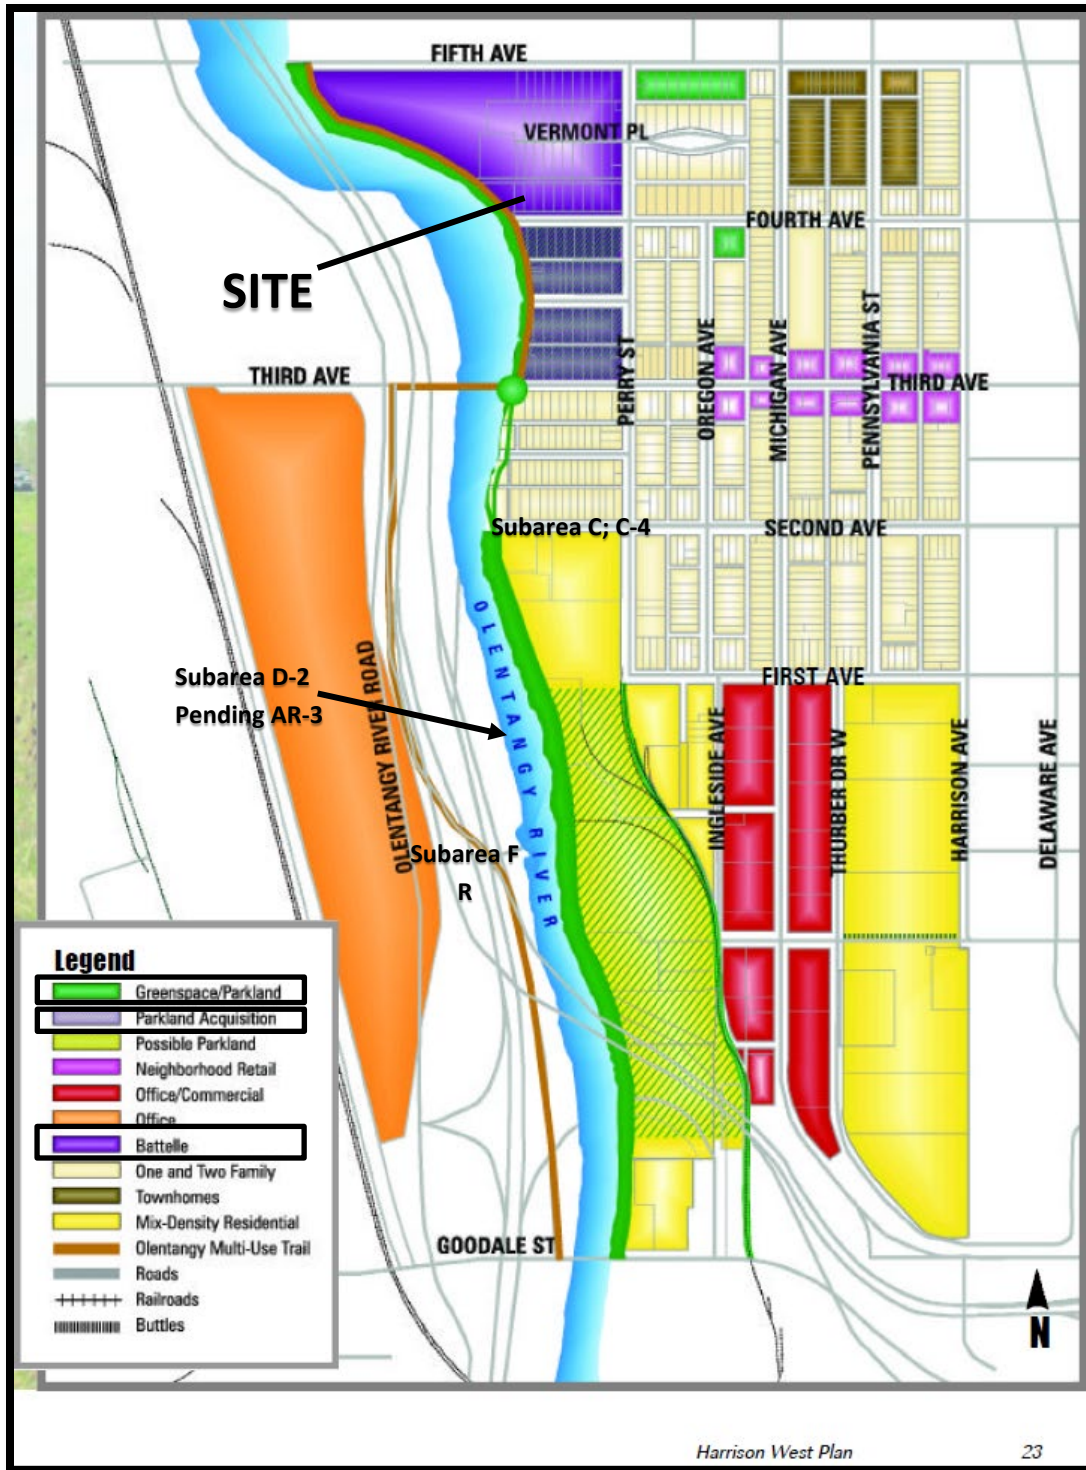 FIFTH AVE
VERMONT PL
FOURTH AVE
SITE
THIRD AVE
PERRY ST
OREGON AVE
MICHIGAN AVE
PENNSYLVANIA ST
THIRD AVE
Subarea C; C-4
SECOND AVE
OLENTANGY RIVER
Subarea D-2
Pending AR-3
OLENTANGY RIVER ROAD
FIRST AVE
INGLESIDE AVE
THURBER DR W
HARRISON AVE
DELAWARE AVE
Subarea F
R
Legend
Greenspace/Parkland
Parkland Acquisition
Possible Parkland
Neighborhood Retail
Office/Commercial
Office
Battelle
One and Two Family
Townhomes
Mix-Density Residential
Olentangy Multi-Use Trail
Roads
Railroads
Buttles
GOODALE ST
N
Harrison West Plan 23